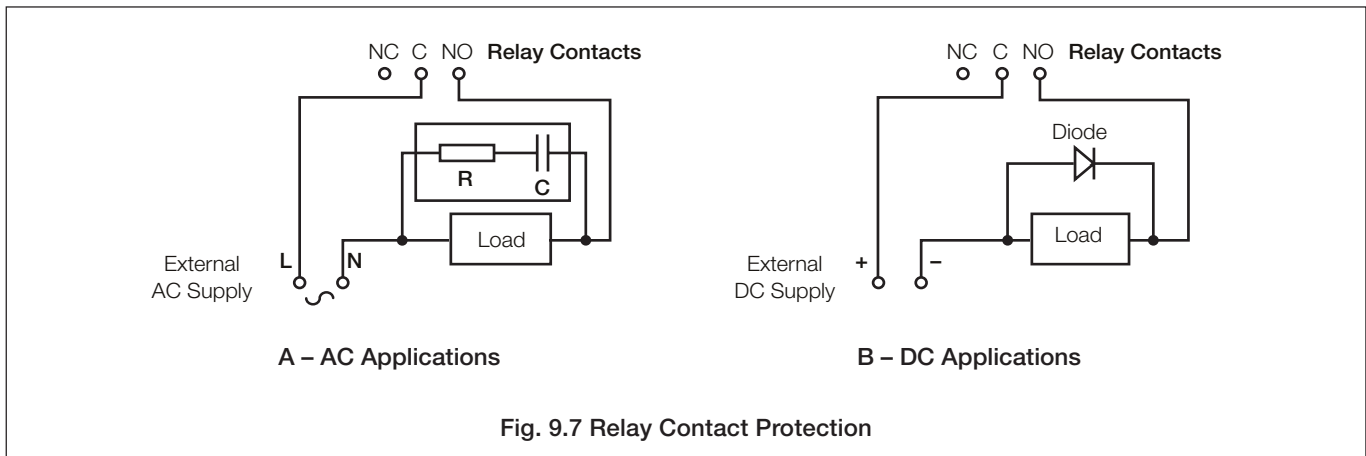 NC C NO Relay Contacts
R
C
Load
External
AC Supply
L
N
A – AC Applications
NC C NO Relay Contacts
Diode
Load
External
DC Supply
+
–
B – DC Applications
Fig. 9.7 Relay Contact Protection